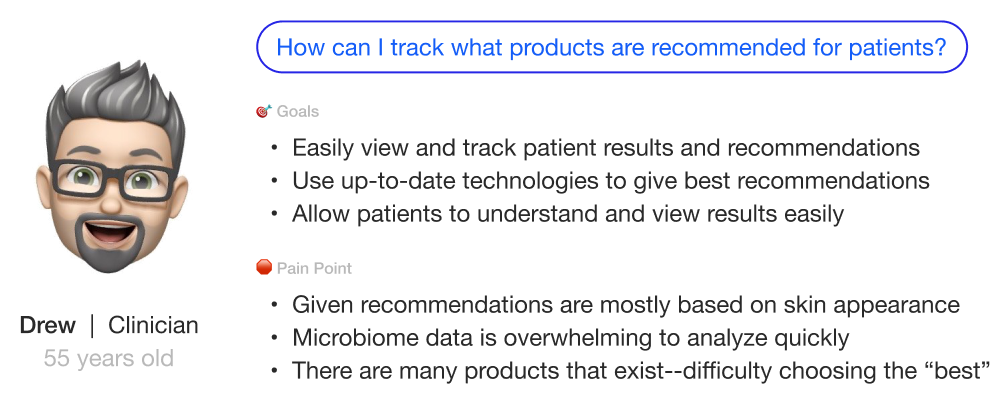 How can I track what products are recommended for patients?
🎯 Goals
• Easily view and track patient results and recommendations
• Use up-to-date technologies to give best recommendations
• Allow patients to understand and view results easily
🛑 Pain Point
• Given recommendations are mostly based on skin appearance
• Microbiome data is overwhelming to analyze quickly
• There are many products that exist--difficulty choosing the “best”
Drew | Clinician
55 years old